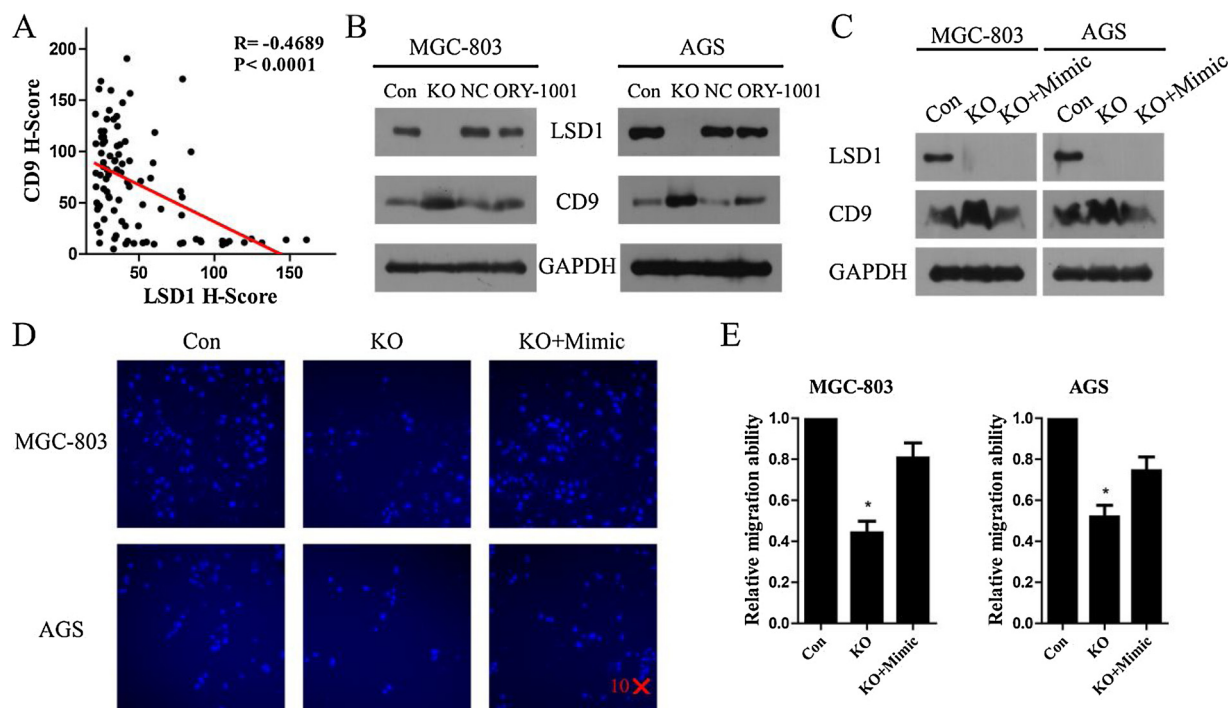 A
R= -0.4689
P< 0.0001
CD9 H-Score
200
150
100
50
0
50
100
150
LSD1 H-Score
B
MGC-803
AGS
Con KO NC ORY-1001
Con KO NC ORY-1001
LSD1
CD9
GAPDH
C
MGC-803
AGS
Con KO KO+Mimic
Con KO KO+Mimic
LSD1
CD9
GAPDH
D
Con
KO
KO+Mimic
MGC-803
AGS
10 ×
E
MGC-803
Relative migration ability
1.0
0.8
0.6
0.4
0.2
0.0
*
Con
KO
KO+Mimic
AGS
Relative migration ability
1.0
0.8
0.6
0.4
0.2
0.0
*
Con
KO
KO+Mimic